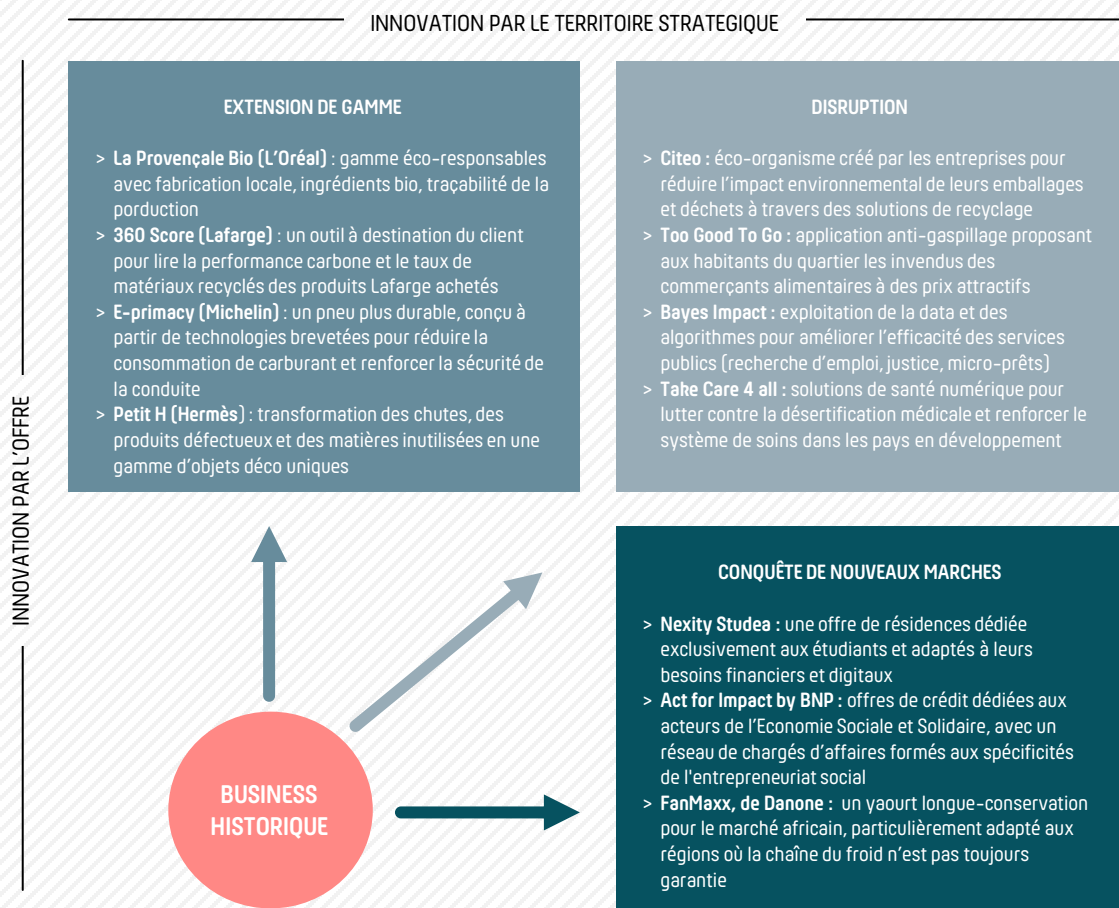 INNOVATION PAR LE TERRITOIRE STRATEGIQUE
INNOVATION PAR L'OFFRE
EXTENSION DE GAMME
> La Provençale Bio (L'Oréal) : gamme éco-responsables
avec fabrication locale, ingrédients bio, traçabilité de la
porduction
> 360 Score (Lafarge) : un outil à destination du client
pour lire la performance carbone et le taux de
matériaux recyclés des produits Lafarge achetés
> E-primacy (Michelin) : un pneu plus durable, conçu à
partir de technologies brevetées pour réduire la
consommation de carburant et renforcer la sécurité de
la conduite
> Petit H (Hermès) : transformation des chutes, des
produits défectueux et des matières inutilisées en une
gamme d'objets déco uniques
DISRUPTION
> Citeo : éco-organisme créé par les entreprises pour
réduire l'impact environnemental de leurs emballages
et déchets à travers des solutions de recyclage
> Too Good To Go : application anti-gaspillage proposant
aux habitants du quartier les invendus des
commerçants alimentaires à des prix attractifs
> Bayes Impact : exploitation de la data et des
algorithmes pour améliorer l'efficacité des services
publics (recherche d'emploi, justice, micro-prêts)
> Take Care 4 all : solutions de santé numérique pour
lutter contre la désertification médicale et renforcer le
système de soins dans les pays en développement
BUSINESS
HISTORIQUE
CONQUÊTE DE NOUVEAUX MARCHES
> Nexity Studea : une offre de résidences dédiée
exclusivement aux étudiants et adaptés à leurs
besoins financiers et digitaux
> Act for Impact by BNP : offres de crédit dédiées aux
acteurs de l'Economie Sociale et Solidaire, avec un
réseau de chargés d'affaires formés aux spécificités
de l'entrepreneuriat social
> FanMaxx, de Danone : un yaourt longue-conservation
pour le marché africain, particulièrement adapté aux
régions où la chaîne du froid n'est pas toujours
garantie